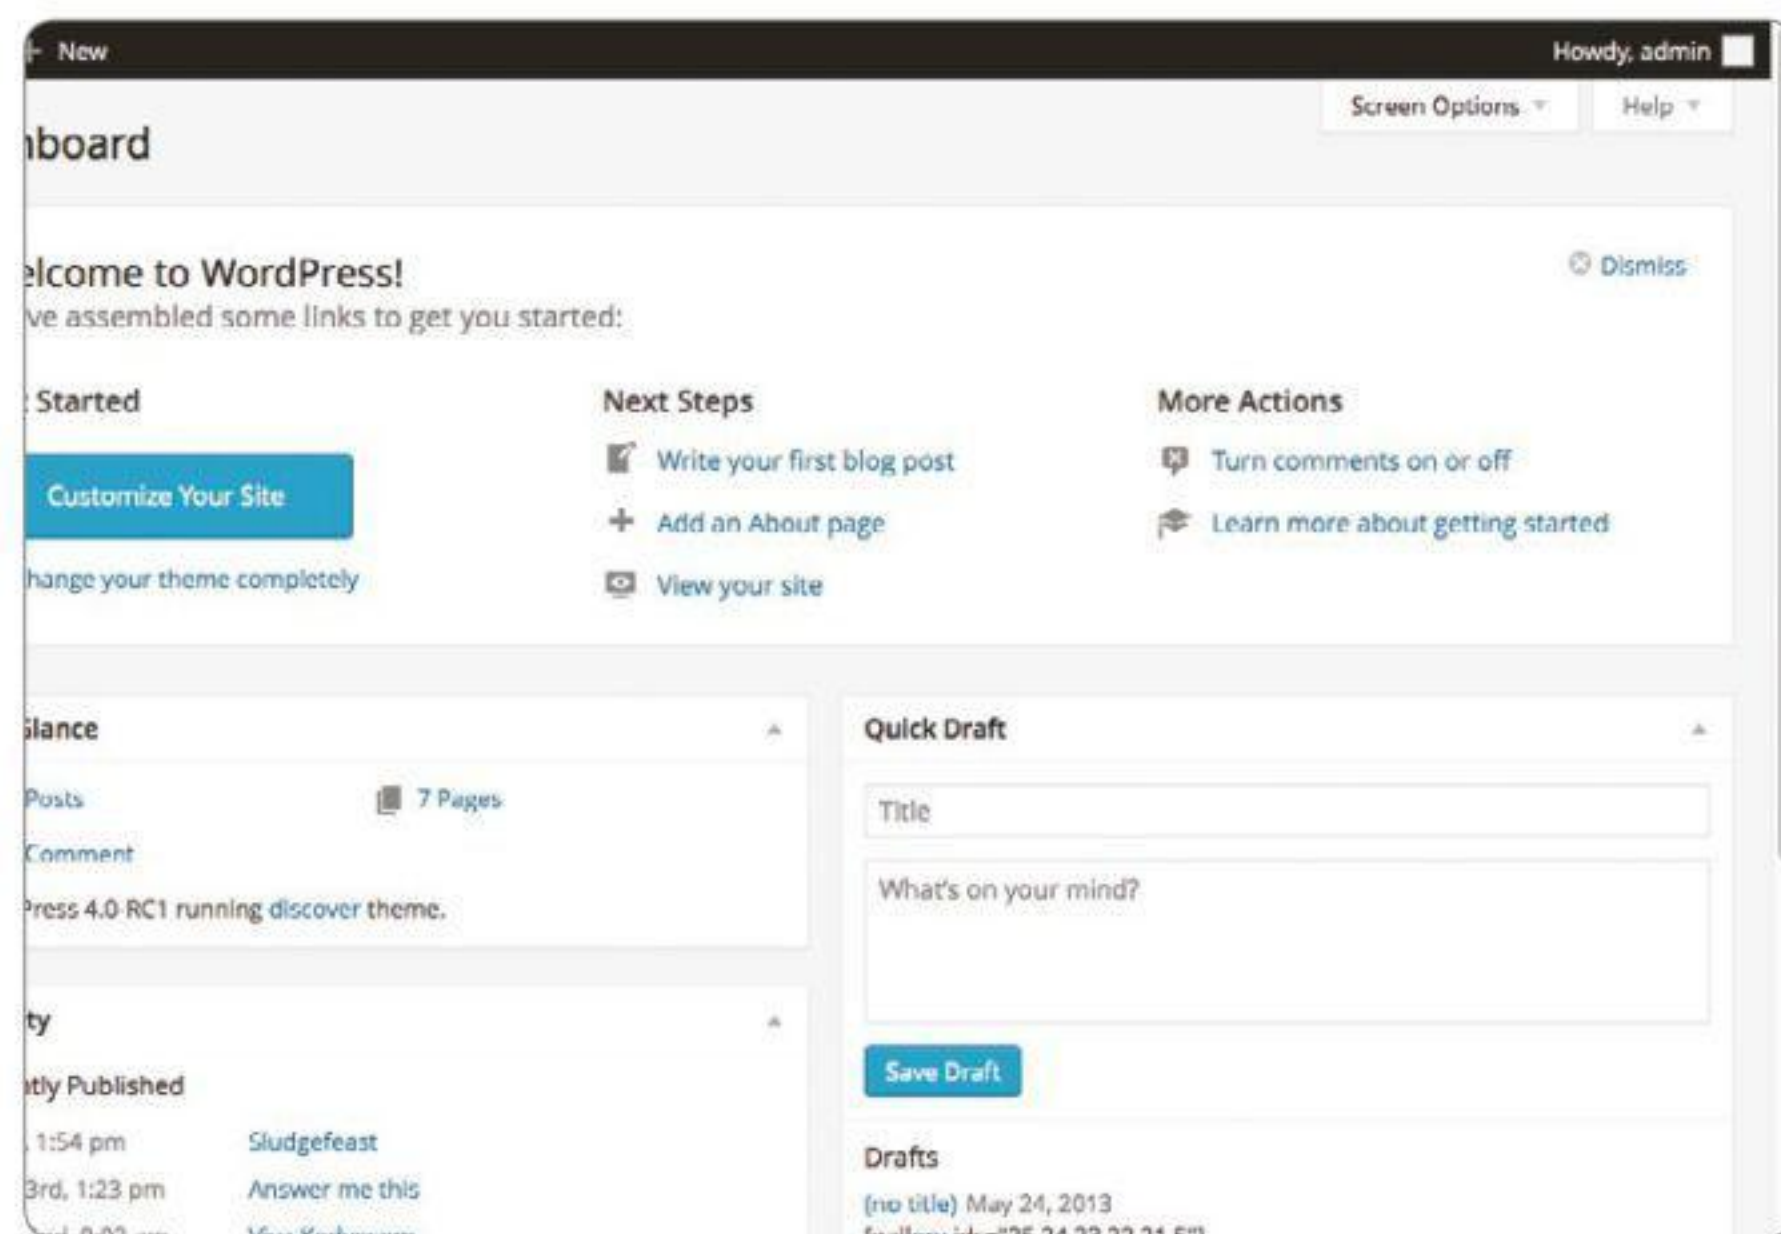 New
Howdy, admin
Screen Options
Help
board
elcome to WordPress!
Dismiss
ve assembled some links to get you started:
Started
Customize Your Site
hange your theme completely
Next Steps
Write your first blog post
Add an About page
View your site
More Actions
Turn comments on or off
Learn more about getting started
lance
Posts
7 Pages
Comment
Press 4.0-RC1 running discover theme.
ty
tly Published
1:54 pm Sludgefeast
3rd, 1:23 pm Answer me this
Quick Draft
Title
What's on your mind?
Save Draft
Drafts
(no title) May 24, 2013